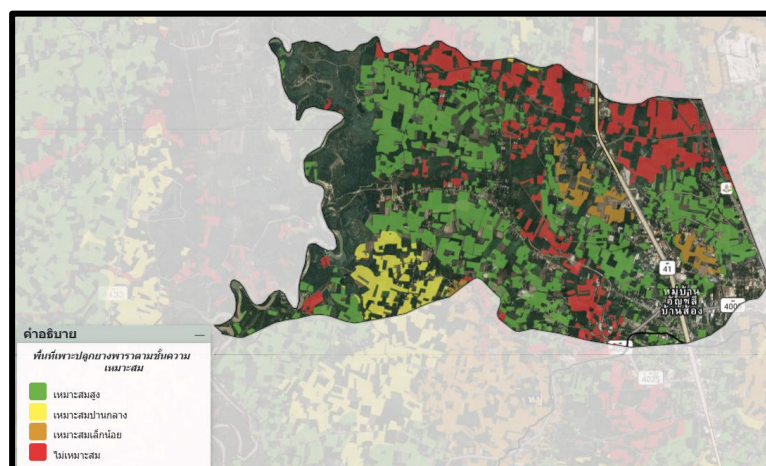 41
หมู่บ้าน
อัญชลี
บ้านส้อง
4009
คำอธิบาย
พื้นที่เพาะปลูกยางพาราตามชั้นความ
เหมาะสม
เหมาะสมสูง
เหมาะสมปานกลาง
เหมาะสมเล็กน้อย
ไม่เหมาะสม